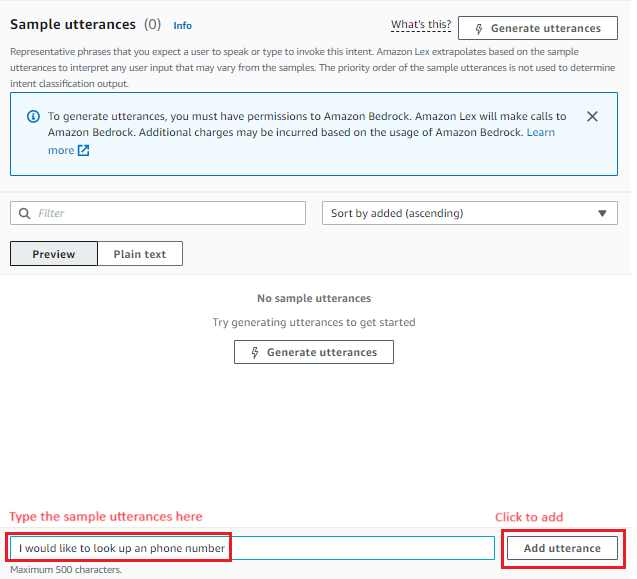 Sample utterances (0) Info What's this? Generate utterances
Representative phrases that you expect a user to speak or type to invoke this intent. Amazon Lex extrapolates based on the sample
utterances to interpret any user input that may vary from the samples. The priority order of the sample utterances is not used to determine
intent classification output.
To generate utterances, you must have permissions to Amazon Bedrock. Amazon Lex will make calls to
Amazon Bedrock. Additional charges may be incurred based on the usage of Amazon Bedrock. Learn
more
Filter Sort by added (ascending)
Preview Plain text
No sample utterances
Try generating utterances to get started
Generate utterances
Type the sample utterances here Click to add
I would like to look up an phone number Add utterance
Maximum 500 characters.